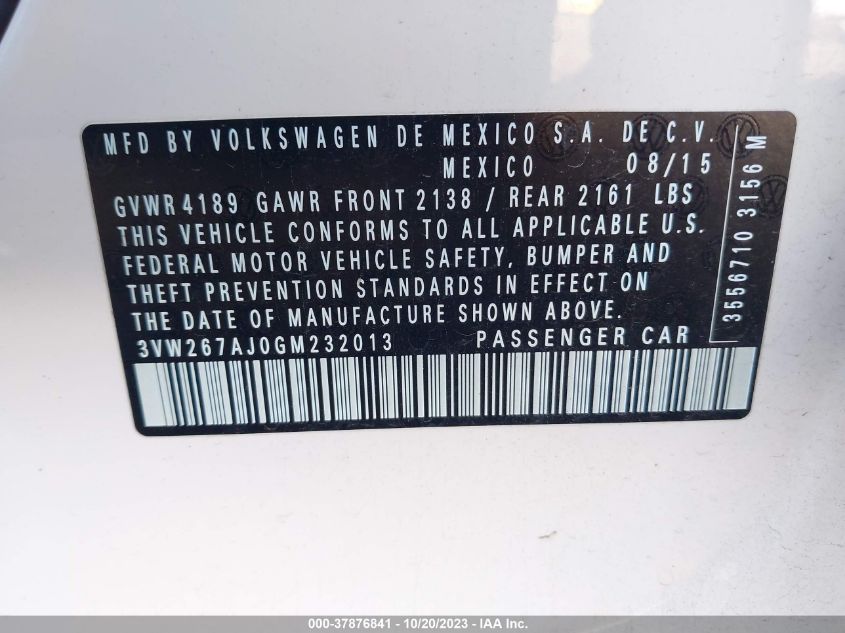 MFD BY VOLKSWAGEN DE MEXICO S.A. DE C.V.
MEXICO 08/15
GVWR 4189 GAWR FRONT 2138 / REAR 2161 LBS
THIS VEHICLE CONFORMS TO ALL APPLICABLE U.S.
FEDERAL MOTOR VEHICLE SAFETY, BUMPER AND
THEFT PREVENTION STANDARDS IN EFFECT ON
THE DATE OF MANUFACTURE SHOWN ABOVE.
3VW267AJ0GM232013 PASSENGER CAR
3556710 3156 M
000-37876841 - 10/20/2023 - IAAI.COM